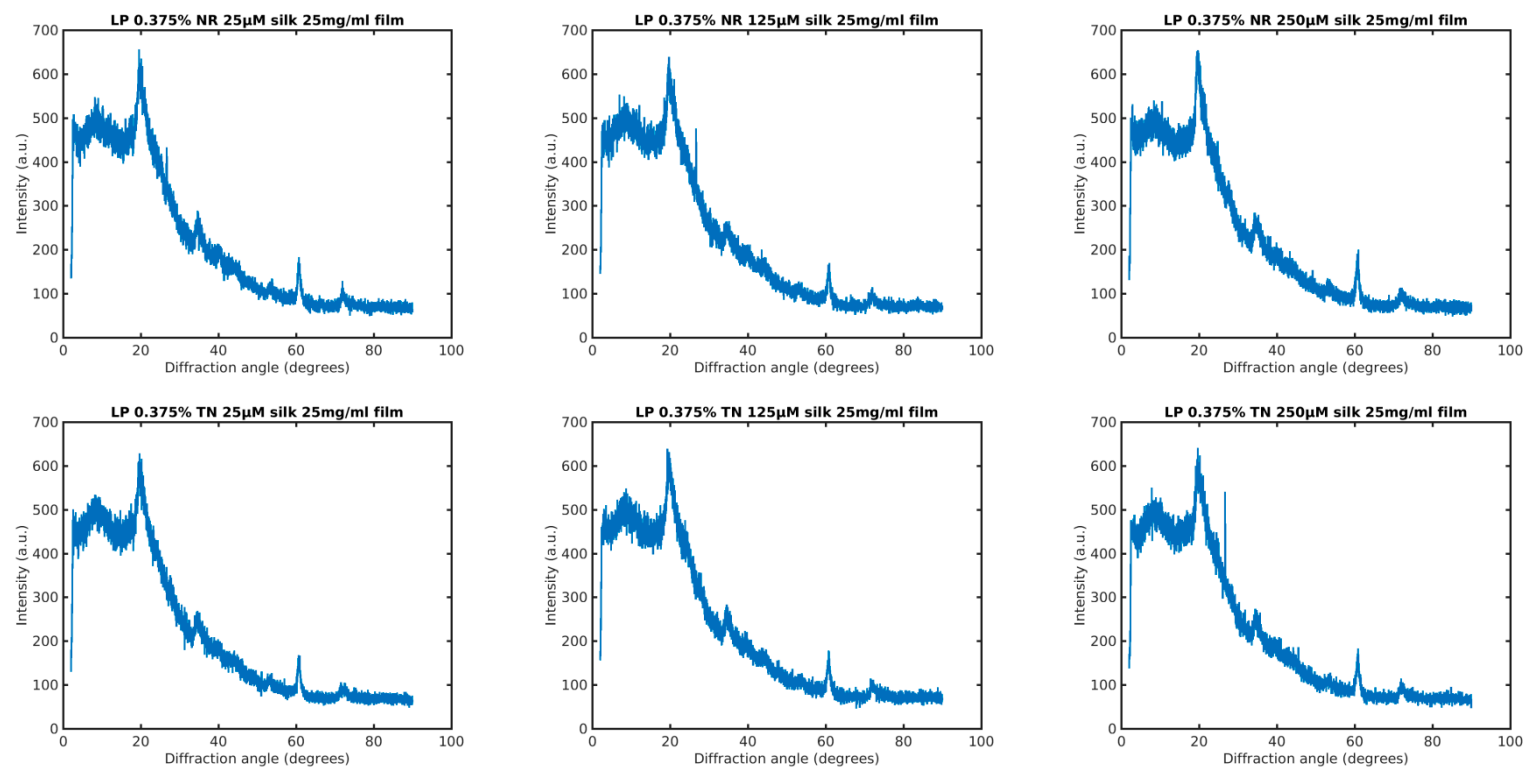 LP 0.375% NR 25µM silk 25mg/ml film
700
600
500
400
300
200
100
0
Intensity (a.u.)
0 20 40 60 80 100
Diffraction angle (degrees)
LP 0.375% NR 125µM silk 25mg/ml film
700
600
500
400
300
200
100
0
Intensity (a.u.)
0 20 40 60 80 100
Diffraction angle (degrees)
LP 0.375% NR 250µM silk 25mg/ml film
700
600
500
400
300
200
100
0
Intensity (a.u.)
0 20 40 60 80 100
Diffraction angle (degrees)
LP 0.375% TN 25µM silk 25mg/ml film
700
600
500
400
300
200
100
0
Intensity (a.u.)
0 20 40 60 80 100
Diffraction angle (degrees)
LP 0.375% TN 125µM silk 25mg/ml film
700
600
500
400
300
200
100
0
Intensity (a.u.)
0 20 40 60 80 100
Diffraction angle (degrees)
LP 0.375% TN 250µM silk 25mg/ml film
700
600
500
400
300
200
100
0
Intensity (a.u.)
0 20 40 60 80 100
Diffraction angle (degrees)